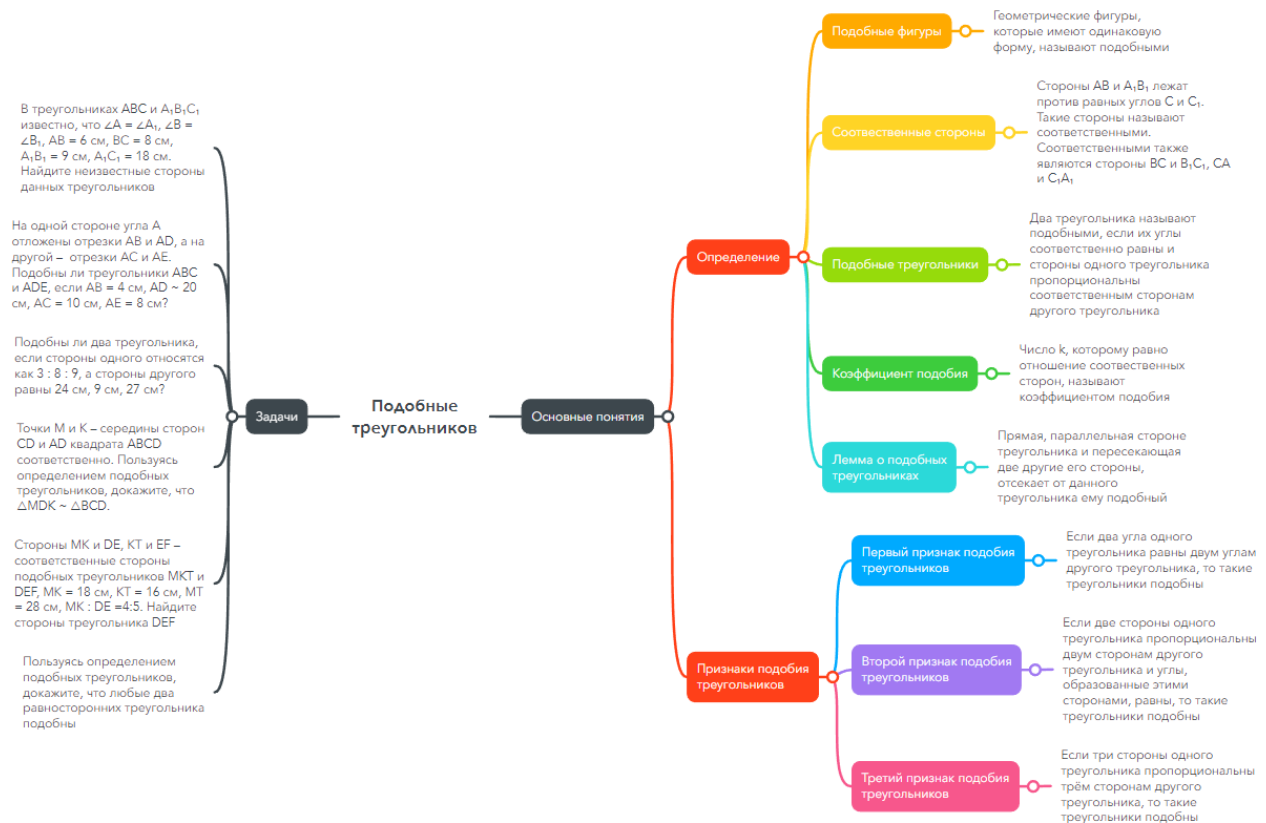 Подобные
треугольников
Основные понятия
Определение
Подобные фигуры
Геометрические фигуры,
которые имеют одинаковую
форму, называют подобными
Соотвественные стороны
Стороны AB и A₁B₁ лежат
против равных углов C и C₁.
Такие стороны называют
соответственными.
Соответственными также
являются стороны BC и B₁C₁, CA
и C₁A₁
Подобные треугольники
Два треугольника называют
подобными, если их углы
соответственно равны и
стороны одного треугольника
пропорциональны
соответственным сторонам
другого треугольника
Коэффициент подобия
Число k, которому равно
отношение соотвественных
сторон, называют
коэффициентом подобия
Лемма о подобных
треугольниках
Прямая, параллельная стороне
треугольника и пересекающая
две другие его стороны,
отсекает от данного
треугольника ему подобный
Признаки подобия
треугольников
Первый признак подобия
треугольников
Если два угла одного
треугольника равны двум углам
другого треугольника, то такие
треугольники подобны
Второй признак подобия
треугольников
Если две стороны одного
треугольника пропорциональны
двум сторонам другого
треугольника и углы,
образованные этими
сторонами, равны, то такие
треугольники подобны
Третий признак подобия
треугольников
Если три стороны одного
треугольника пропорциональны
трём сторонам другого
треугольника, то такие
треугольники подобны
Задачи
В треугольниках ABC и A₁B₁C₁
известно, что ∠A = ∠A₁, ∠B =
∠B₁, AB = 6 см, BC = 8 см,
A₁B₁ = 9 см, A₁C₁ = 18 см.
Найдите неизвестные стороны
данных треугольников
На одной стороне угла A
отложены отрезки AB и AD, а на
другой – отрезки AC и AE.
Подобны ли треугольники ABC
и ADE, если AB = 4 см, AD ~ 20
см, AC = 10 см, AE = 8 см?
Подобны ли два треугольника,
если стороны одного относятся
как 3 : 8 : 9, а стороны другого
равны 24 см, 9 см, 27 см?
Точки M и K – середины сторон
CD и AD квадрата ABCD
соответственно. Пользуясь
определением подобных
треугольников, докажите, что
△MDK ~ △BCD.
Стороны MK и DE, KT и EF –
соответственные стороны
подобных треугольников MKT и
DEF, MK = 18 см, KT = 16 см, MT
= 28 см, MK : DE =4:5. Найдите
стороны треугольника DEF
Пользуясь определением
подобных треугольников,
докажите, что любые два
равносторонних треугольника
подобны